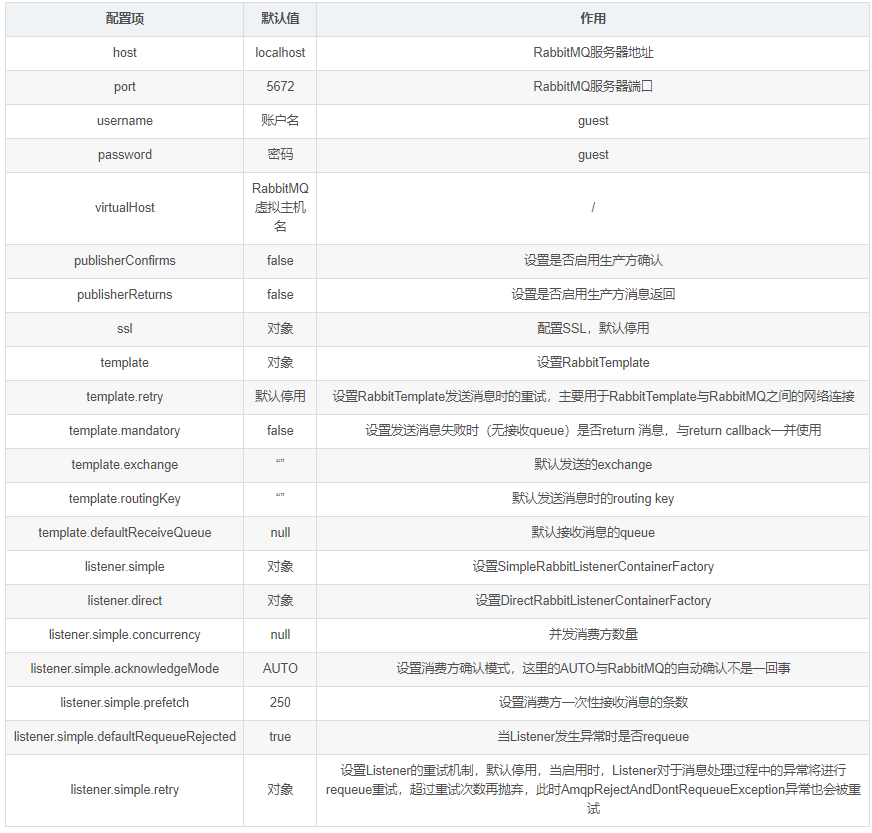 配置项 默认值 作用
host localhost RabbitMQ服务器地址
port 5672 RabbitMQ服务器端口
username 账户名 guest
password 密码 guest
virtualHost RabbitMQ /
虚拟主机
名
publisherConfirms false 设置是否启用生产方确认
publisherReturns false 设置是否启用生产方消息返回
ssl 对象 配置SSL，默认停用
template 对象 设置RabbitTemplate
template.retry 默认停用 设置RabbitTemplate发送消息时的重试，主要用于RabbitTemplate与RabbitMQ之间的网络连接
template.mandatory false 设置发送消息失败时（无接收queue）是否return 消息，与return callback一并使用
template.exchange “” 默认发送的exchange
template.routingKey “” 默认发送消息时的routing key
template.defaultReceiveQueue null 默认接收消息的queue
listener.simple 对象 设置SimpleRabbitListenerContainerFactory
listener.direct 对象 设置DirectRabbitListenerContainerFactory
listener.simple.concurrency null 并发消费方数量
listener.simple.acknowledgeMode AUTO 设置消费方确认模式，这里的AUTO与RabbitMQ的自动确认不是一回事
listener.simple.prefetch 250 设置消费方一次性接收消息的条数
listener.simple.defaultRequeueRejected true 当Listener发生异常时是否requeue
listener.simple.retry 对象 设置Listener的重试机制，默认停用，当启用时，Listener对于消息处理过程中的异常将进行
requeue重试，超过重试次数再抛弃，此时AmqpRejectAndDontRequeueException异常也会被重
试